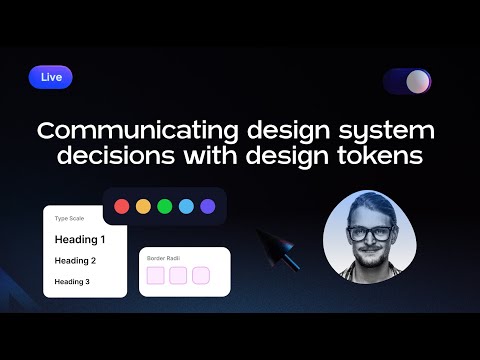 Live
Communicating design system
decisions with design tokens
Type Scale
Heading 1
Heading 2
Heading 3
Border Radii